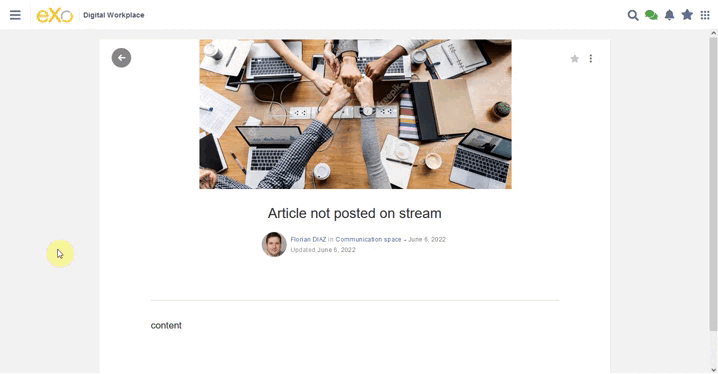 eXo
Digital Workplace
Article not posted on stream
Florian DIAZ in Communication space - June 6, 2022
Updated June 6, 2022
content